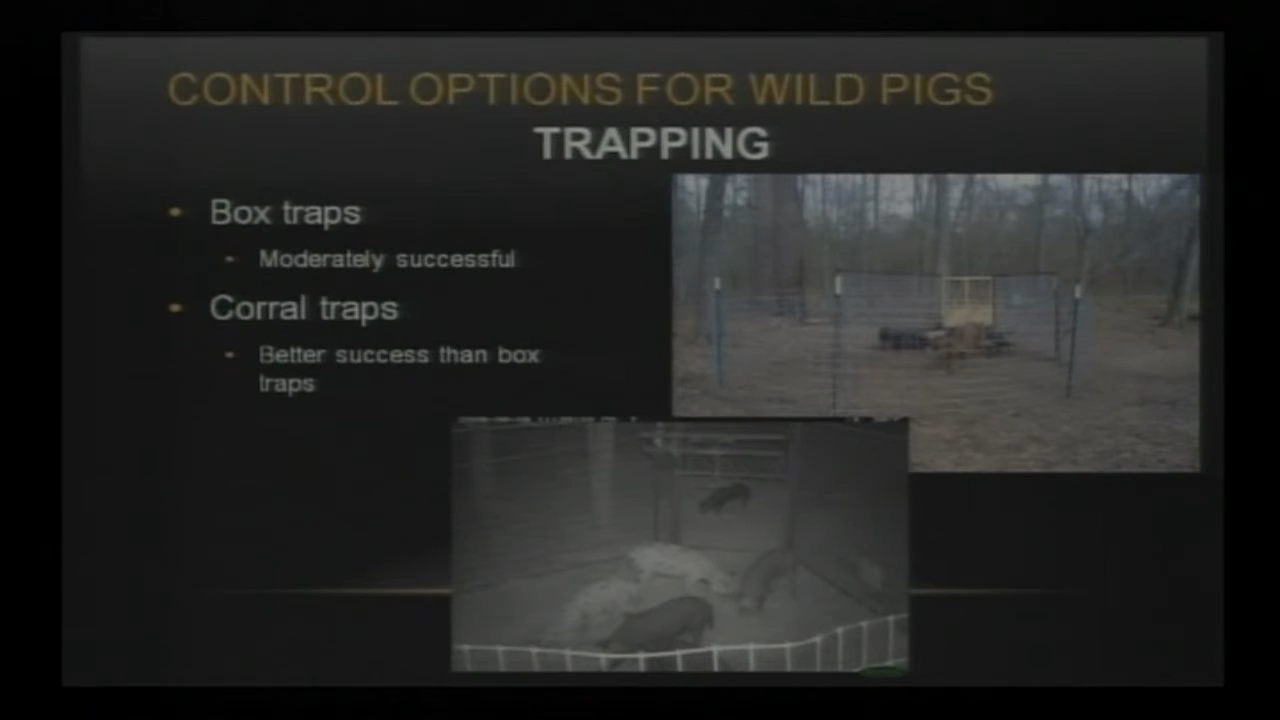 CONTROL OPTIONS FOR WILD PIGS
TRAPPING
• Box traps
• Moderately successful
• Corral traps
• Better success than box
traps